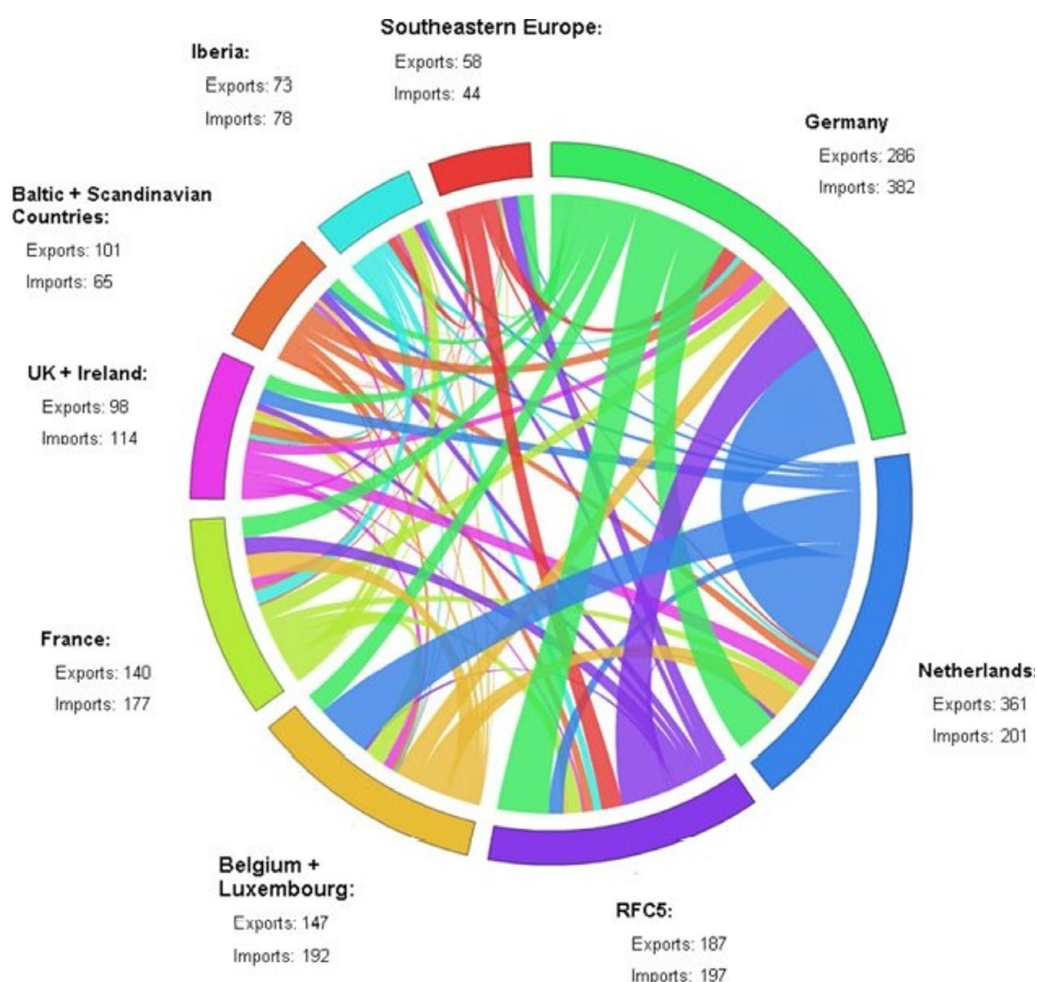 Southeastern Europe:
Exports: 58
Imports: 44
Iberia:
Exports: 73
Imports: 78
Germany
Exports: 286
Imports: 382
Baltic + Scandinavian
Countries:
Exports: 101
Imports: 65
UK + Ireland:
Exports: 98
Imports: 114
France:
Exports: 140
Imports: 177
Netherlands:
Exports: 361
Imports: 201
Belgium +
Luxembourg:
Exports: 147
Imports: 192
RFC5:
Exports: 187
Imports: 197